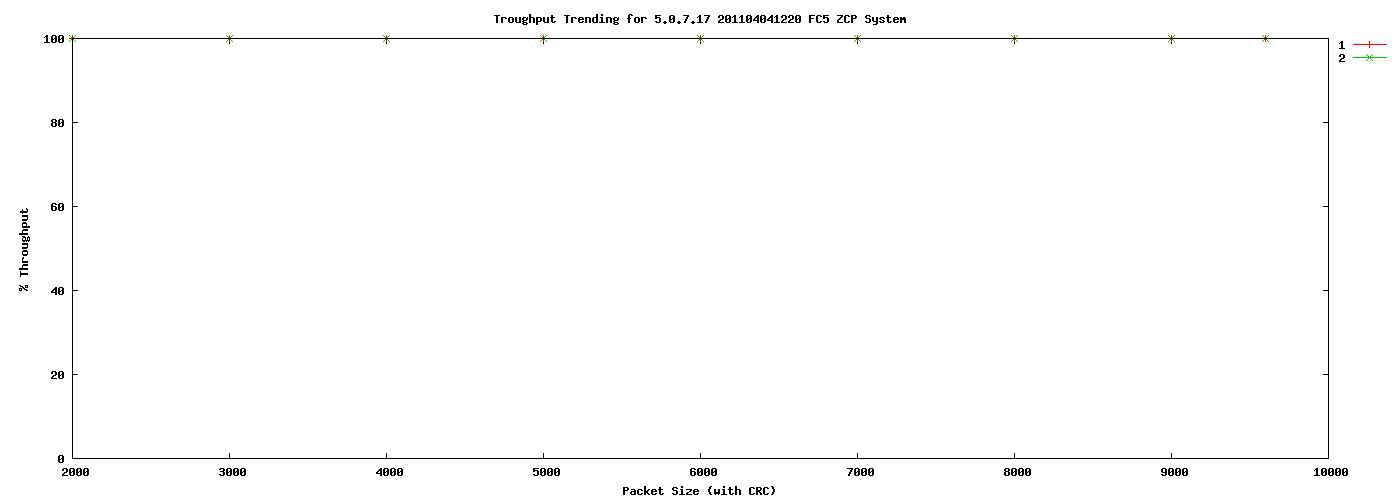 Troughput Trending for 5.0.7.17 201104041220 FC5 ZCP System
100
80
60
40
20
0
% Throughput
2000 3000 4000 5000 6000 7000 8000 9000 10000
Packet Size (with CRC)
1
2